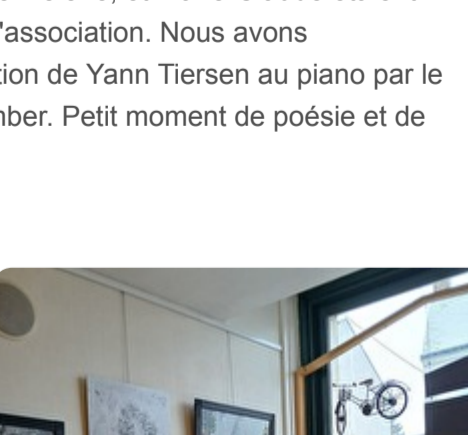 l'association. Nous avons
tion de Yann Tiersen au piano par le
mber. Petit moment de poésie et de